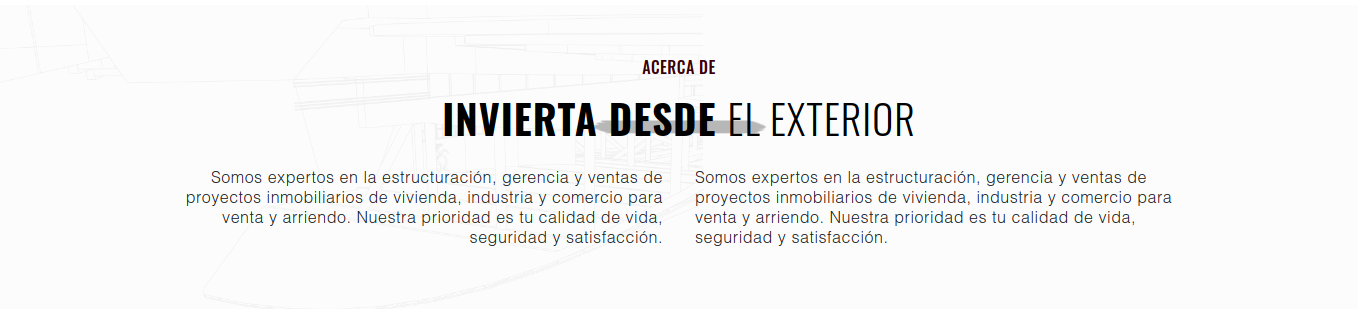 ACERCA DE
INVIERTA DESDE EL EXTERIOR
Somos expertos en la estructuración, gerencia y ventas de
proyectos inmobiliarios de vivienda, industria y comercio para
venta y arriendo. Nuestra prioridad es tu calidad de vida,
seguridad y satisfacción.
Somos expertos en la estructuración, gerencia y ventas de
proyectos inmobiliarios de vivienda, industria y comercio para
venta y arriendo. Nuestra prioridad es tu calidad de vida,
seguridad y satisfacción.